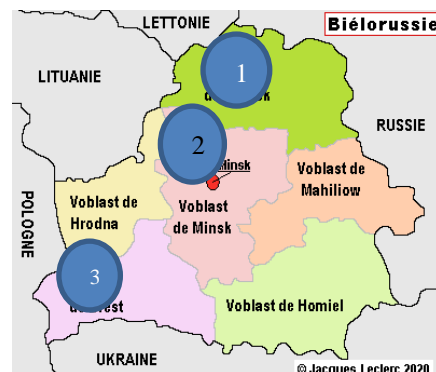 LETTONIE
Biélorussie
LITUANIE
1
RUSSIE
2
Minsk
Voblast de
Mahiliow
POLOGNE
Voblast de
Hrodna
Voblast
de Minsk
3
Voblast de Homiel
UKRAINE
© Jacques Leclerc 2020